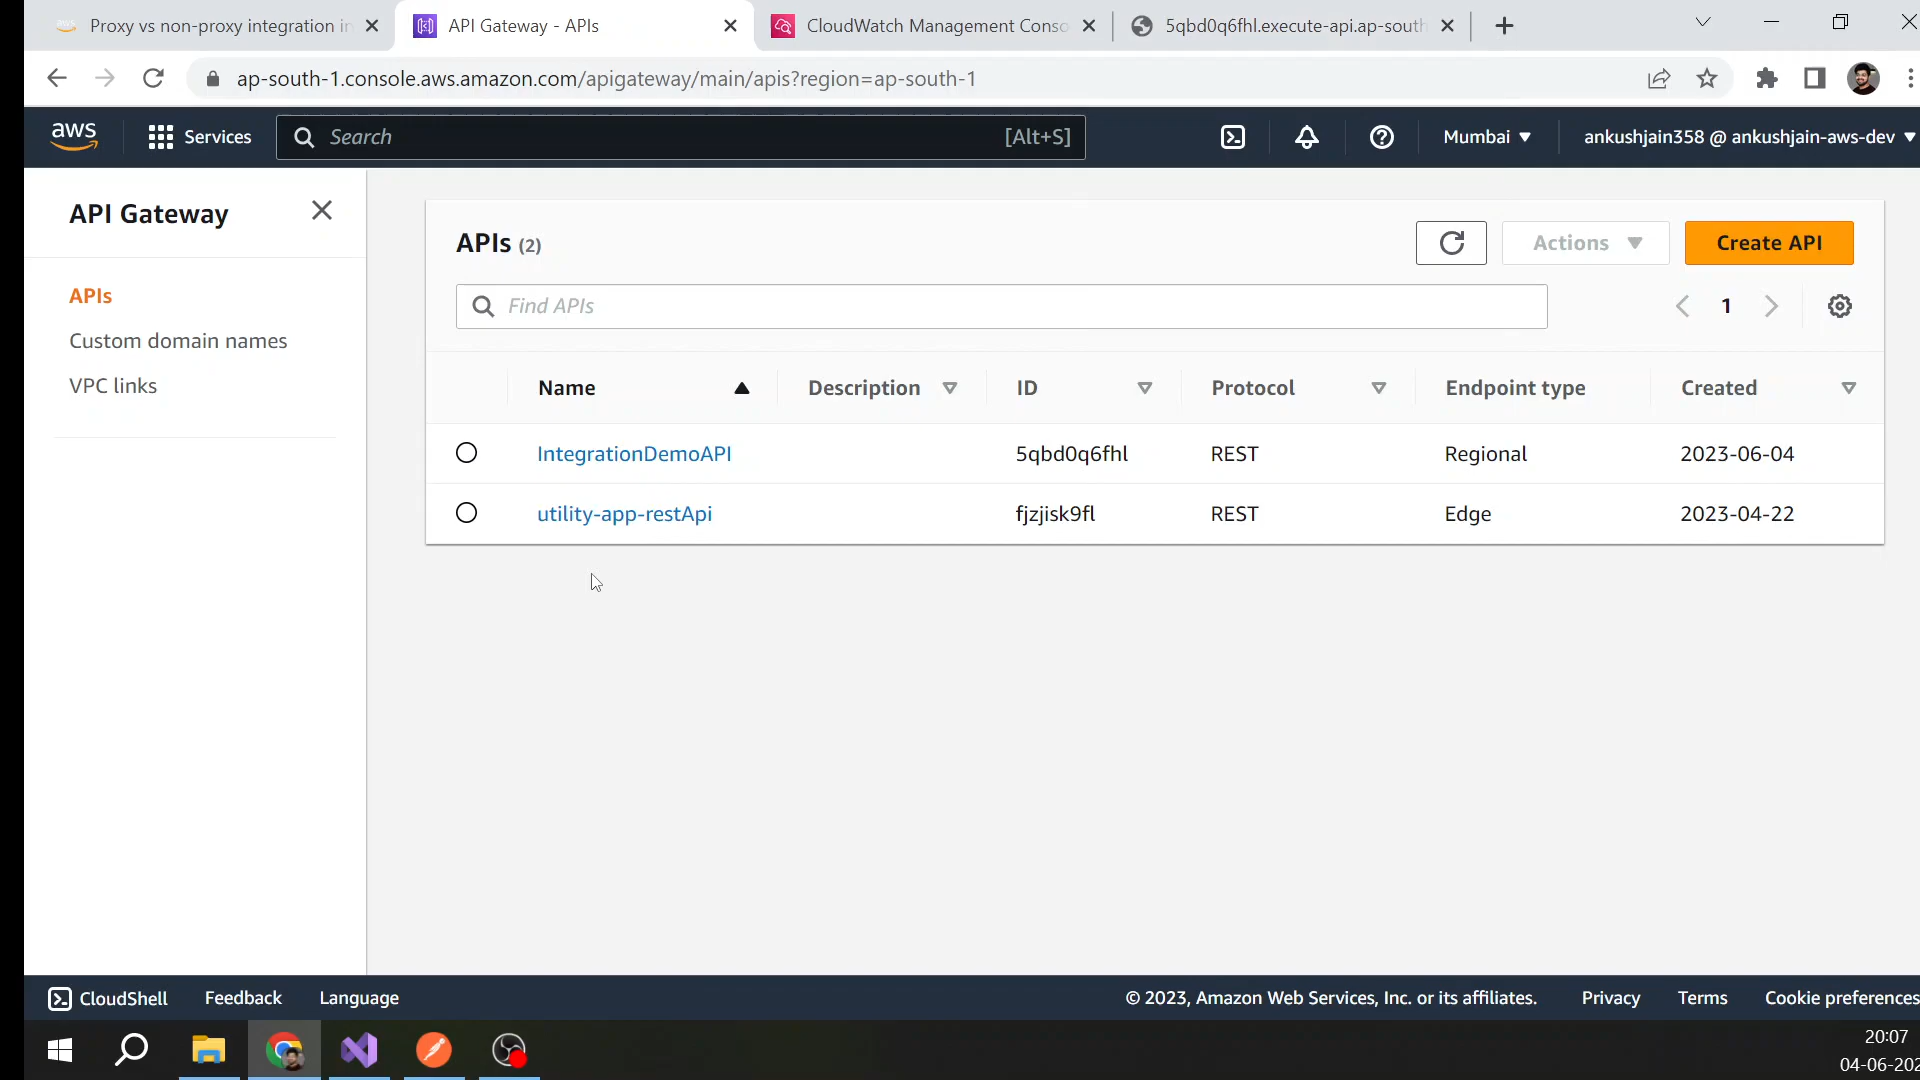 Proxy vs non-proxy integration in
API Gateway - APIs
CloudWatch Management Conso
5qbd0q6fhl.execute-api.ap-south
ap-south-1.console.aws.amazon.com/apigateway/main/apis?region=ap-south-1
aws
Services
Search
[Alt+S]
Mumbai
ankushjain358 @ ankushjain-aws-dev
API Gateway
APIs
Custom domain names
VPC links
APIs (2)
Actions
Create API
Find APIs
1
Name Description ID Protocol Endpoint type Created
IntegrationDemoAPI 5qbd0q6fhl REST Regional 2023-06-04
utility-app-restApi fjzjisk9fl REST Edge 2023-04-22
CloudShell Feedback Language © 2023, Amazon Web Services, Inc. or its affiliates. Privacy Terms Cookie preferences
20:07
04-06-202